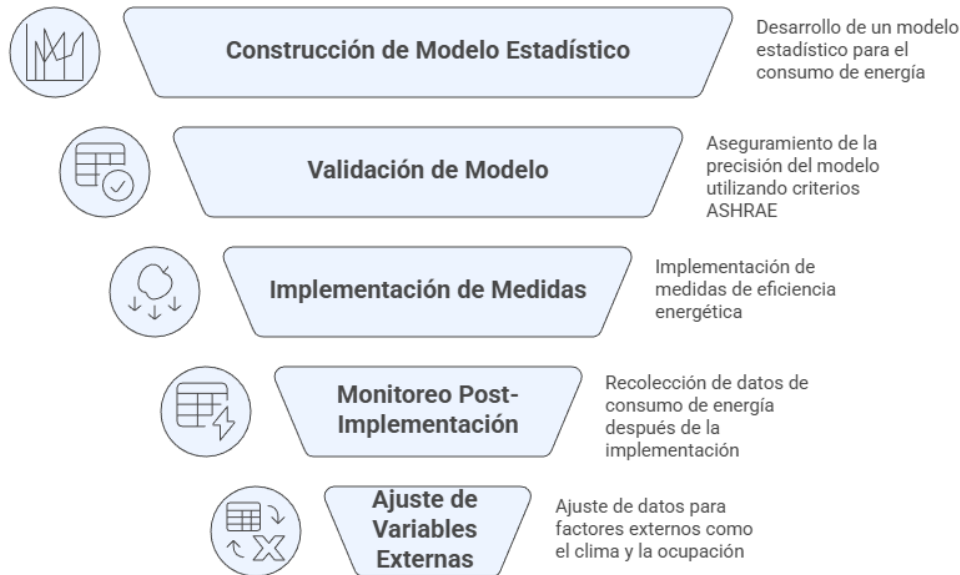 Construcción de Modelo Estadístico
Desarrollo de un modelo
estadístico para el
consumo de energía
Validación de Modelo
Aseguramiento de la
precisión del modelo
utilizando criterios
ASHRAE
Implementación de Medidas
Implementación de
medidas de eficiencia
energética
Monitoreo Post-
Implementación
Recolección de datos de
consumo de energía
después de la
implementación
Ajuste de
Variables
Externas
Ajuste de datos para
factores externos como
el clima y la ocupación